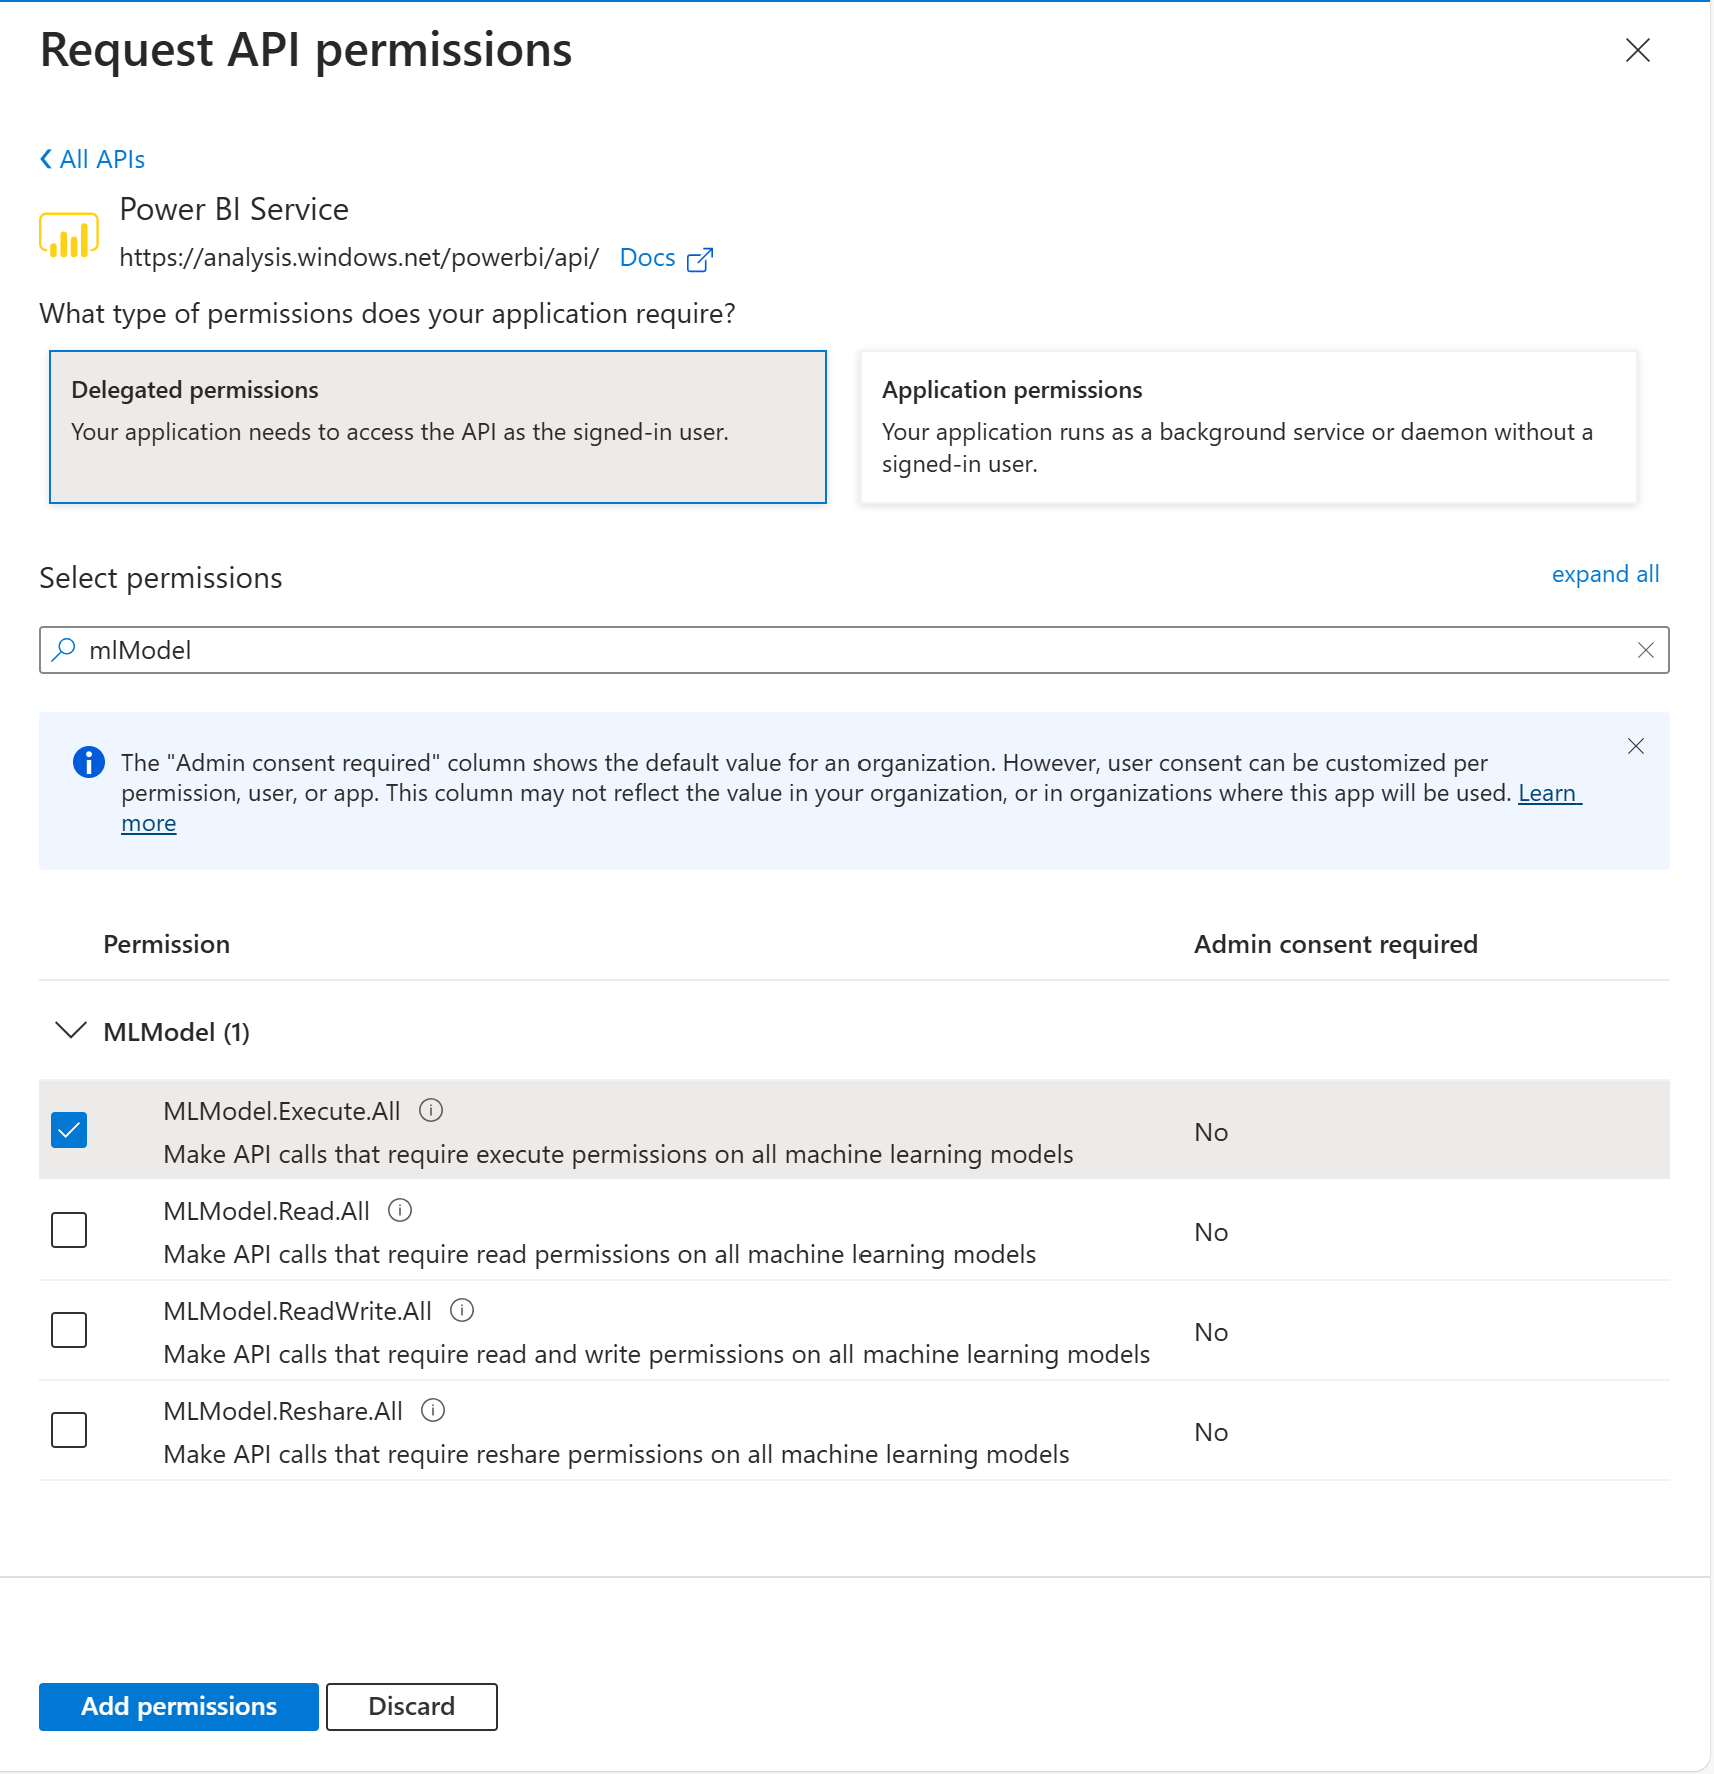 Request API permissions
All APIs
Power BI Service
https://analysis.windows.net/powerbi/api/ Docs
What type of permissions does your application require?
Delegated permissions
Your application needs to access the API as the signed-in user.
Application permissions
Your application runs as a background service or daemon without a
signed-in user.
Select permissions
expand all
mlModel
The "Admin consent required" column shows the default value for an organization. However, user consent can be customized per
permission, user, or app. This column may not reflect the value in your organization, or in organizations where this app will be used. Learn
more
Permission Admin consent required
MLModel (1)
MLModel.Execute.All
Make API calls that require execute permissions on all machine learning models
No
MLModel.Read.All
Make API calls that require read permissions on all machine learning models
No
MLModel.ReadWrite.All
Make API calls that require read and write permissions on all machine learning models
No
MLModel.Reshare.All
Make API calls that require reshare permissions on all machine learning models
No
Add permissions Discard